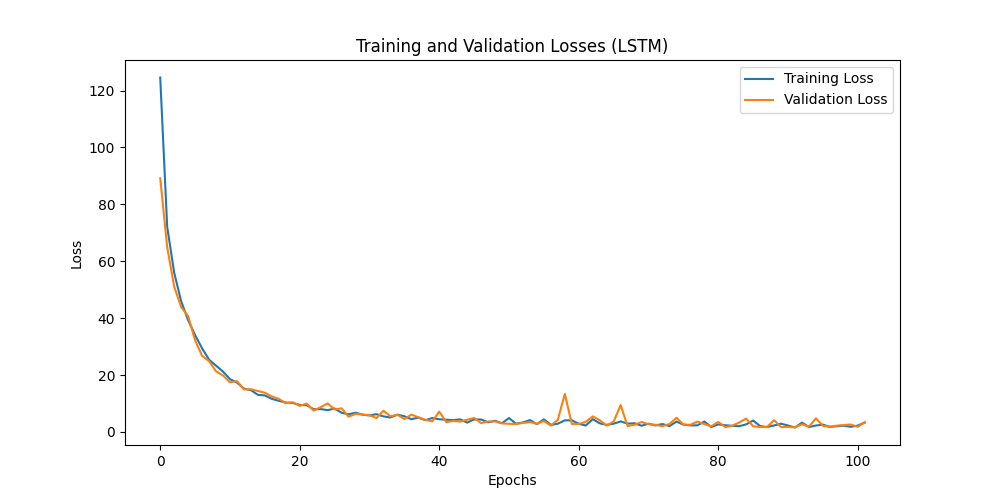 Training and Validation Losses (LSTM)
Training Loss
Validation Loss
120
100
80
60
40
20
0
Loss
0 20 40 60 80 100
Epochs